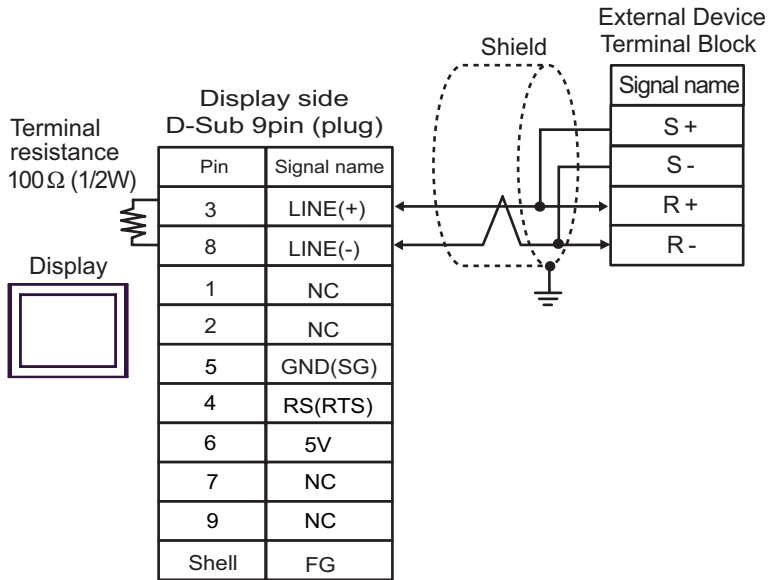 External Device
Terminal Block
Shield
Signal name
S +
S -
R +
R -
Display side
D-Sub 9pin (plug)
Terminal
resistance
100Ω (1/2W)
Pin Signal name
3 LINE(+)
8 LINE(-)
1 NC
2 NC
5 GND(SG)
4 RS(RTS)
6 5V
7 NC
9 NC
Shell FG
Display